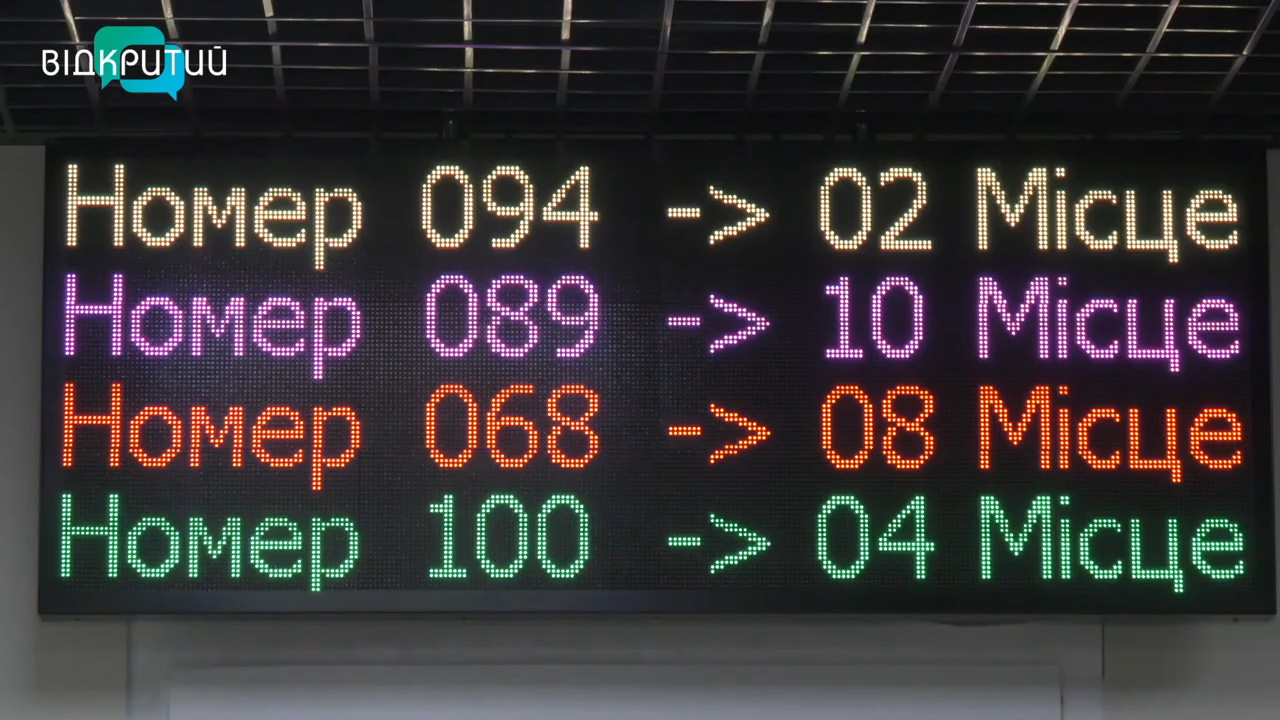 ВІДКРИТИЙ
Номер 094 -> 02 Місце
Номер 089 -> 10 Місце
Номер 068 -> 08 Місце
Номер 100 -> 04 Місце